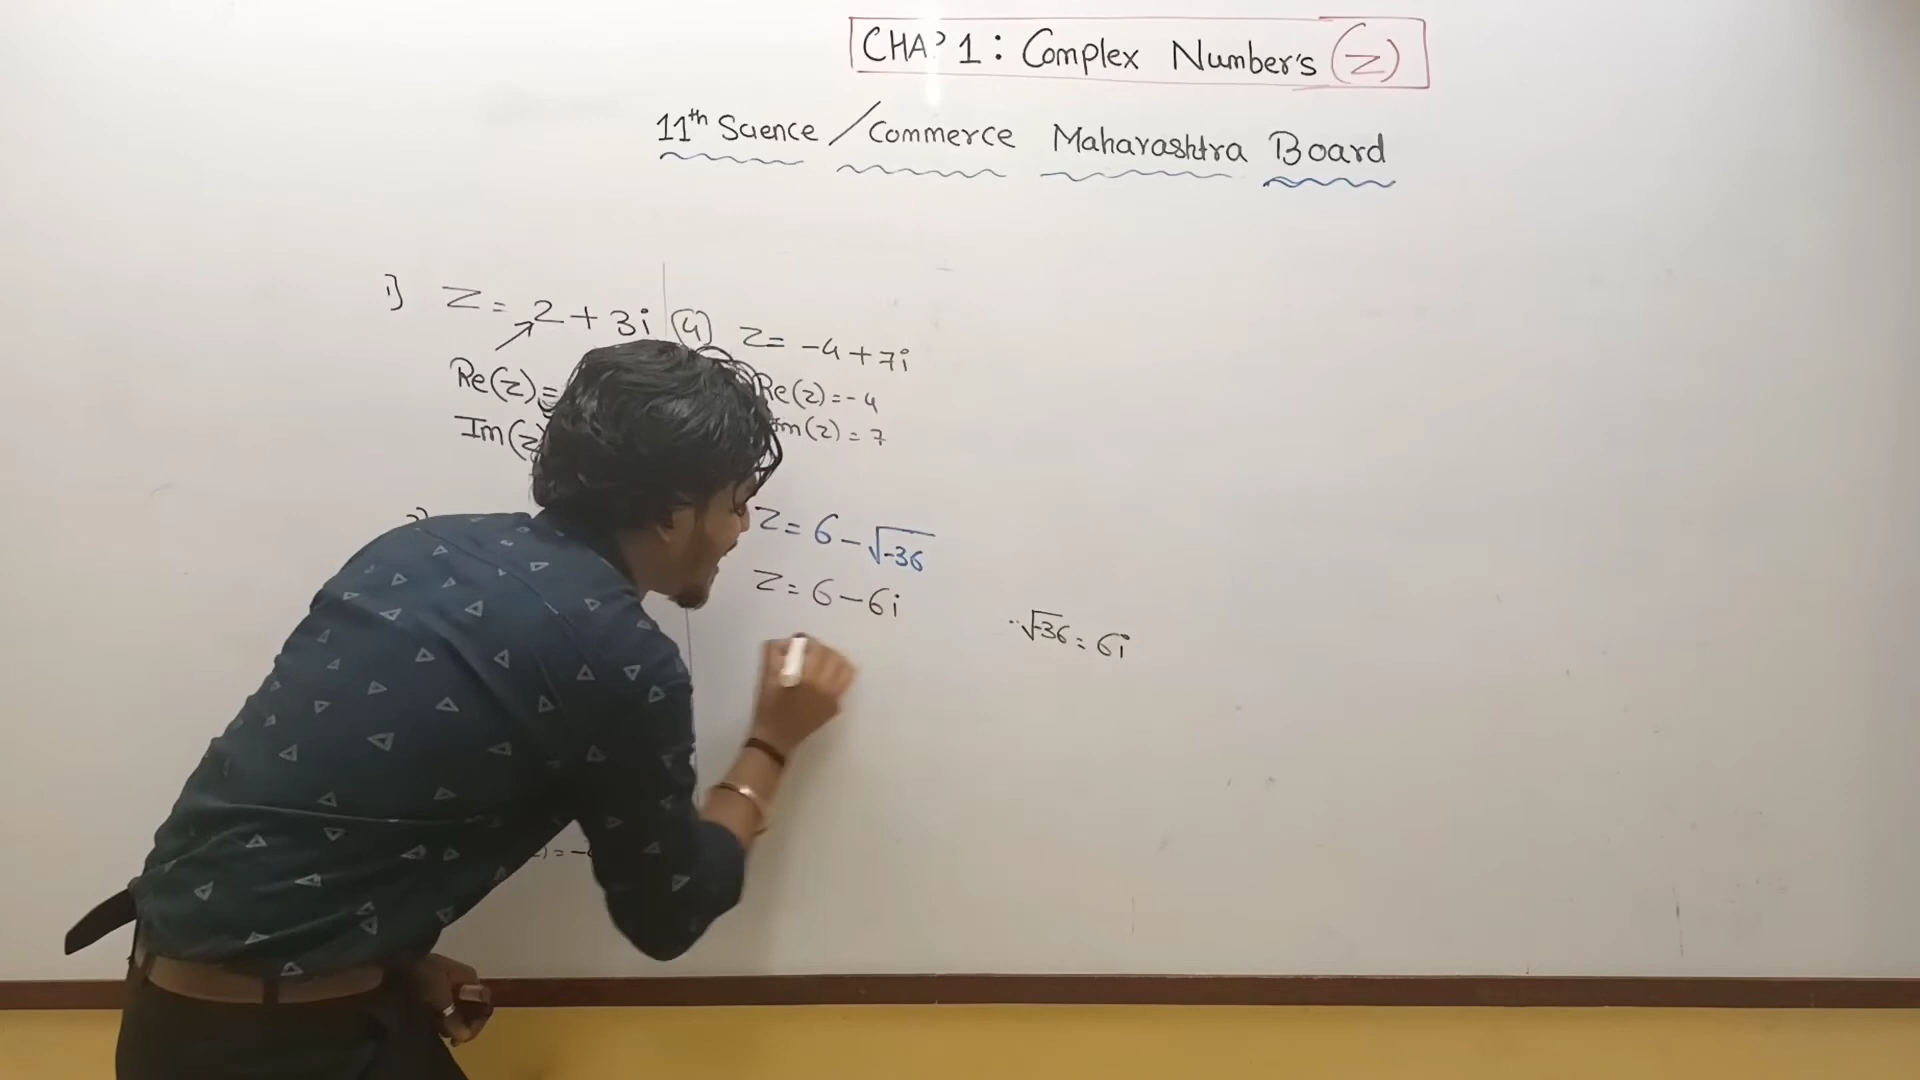 CHAP 1 : Complex Number's (z)
11th Science / Commerce Maharashtra Board
1) Z = 2 + 3i
Re(z) =
Im(z
(4) Z = -4 + 7i
Re(z) = -4
Im(z) = 7
Z = 6 - √-36
Z = 6 - 6i
∵ √-36 = 6i